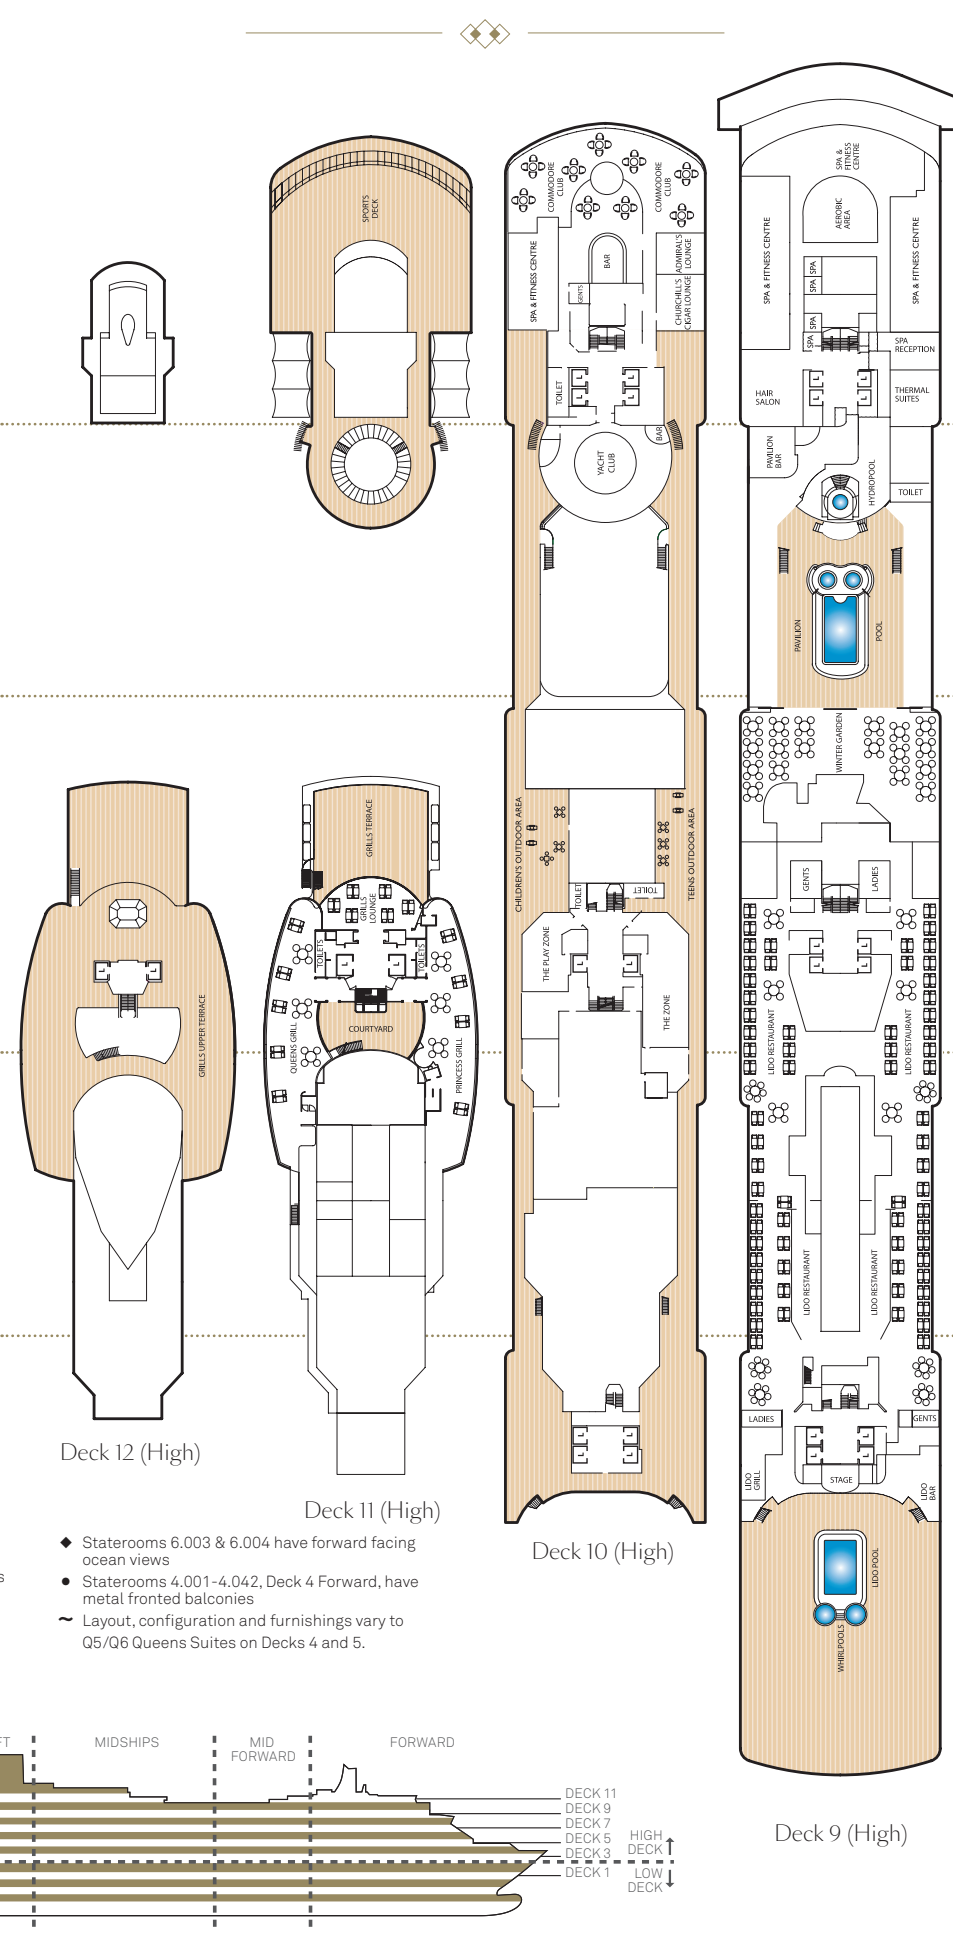 SPORTS
DECK
GRILLS TERRACE
GRILLS
LOUNGE
TOILETS
TOILETS
COURTYARD
QUEENS GRILL
PRINCESS GRILL
GRILLS UPPER TERRACE
Deck 12 (High)
Deck 11 (High)
COMMODORE
CLUB
COMMODORE
CLUB
SPA & FITNESS CENTRE
BAR
GENTS
ADMIRAL'S
LOUNGE
CHURCHILL'S
CIGAR LOUNGE
TOILET
L
L
L
L
BAR
YACHT
CLUB
CHILDREN'S OUTDOOR AREA
TEENS OUTDOOR AREA
TOILET
TOILET
THE PLAY ZONE
THE ZONE
L
L
L
L
L
L
Deck 10 (High)
SPA &
FITNESS
CENTRE
AEROBIC
AREA
SPA & FITNESS CENTRE
SPA & FITNESS CENTRE
SPA
SPA
SPA
SPA
SPA
RECEPTION
HAIR
SALON
THERMAL
SUITES
L
L
L
L
PAVILION
BAR
HYDROPOOL
TOILET
PAVILION
POOL
WINTER GARDEN
GENTS
LADIES
L
L
L
L
LIDO RESTAURANT
LIDO RESTAURANT
LIDO RESTAURANT
LIDO RESTAURANT
LADIES
GENTS
L
L
L
L
STAGE
LIDO
GRILL
LIDO
BAR
LIDO POOL
WHIRLPOOLS
Deck 9 (High)
L
L
L
L
◆ Staterooms 6.003 & 6.004 have forward facing
ocean views
● Staterooms 4.001-4.042, Deck 4 Forward, have
metal fronted balconies
~ Layout, configuration and furnishings vary to
Q5/Q6 Queens Suites on Decks 4 and 5.
s
FT
MIDSHIPS
MID
FORWARD
FORWARD
DECK 11
DECK 9
DECK 7
DECK 5
DECK 3
DECK 1
HIGH
DECK
LOW
DECK